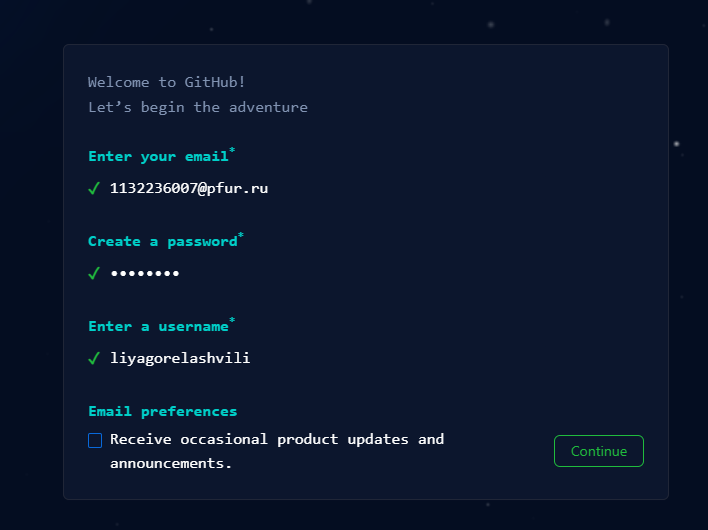 Welcome to GitHub!
Let’s begin the adventure
Enter your email*
✓ 1132236007@pfur.ru
Create a password*
✓ ••••••••
Enter a username*
✓ liyagorelashvili
Email preferences
Receive occasional product updates and
announcements.
Continue